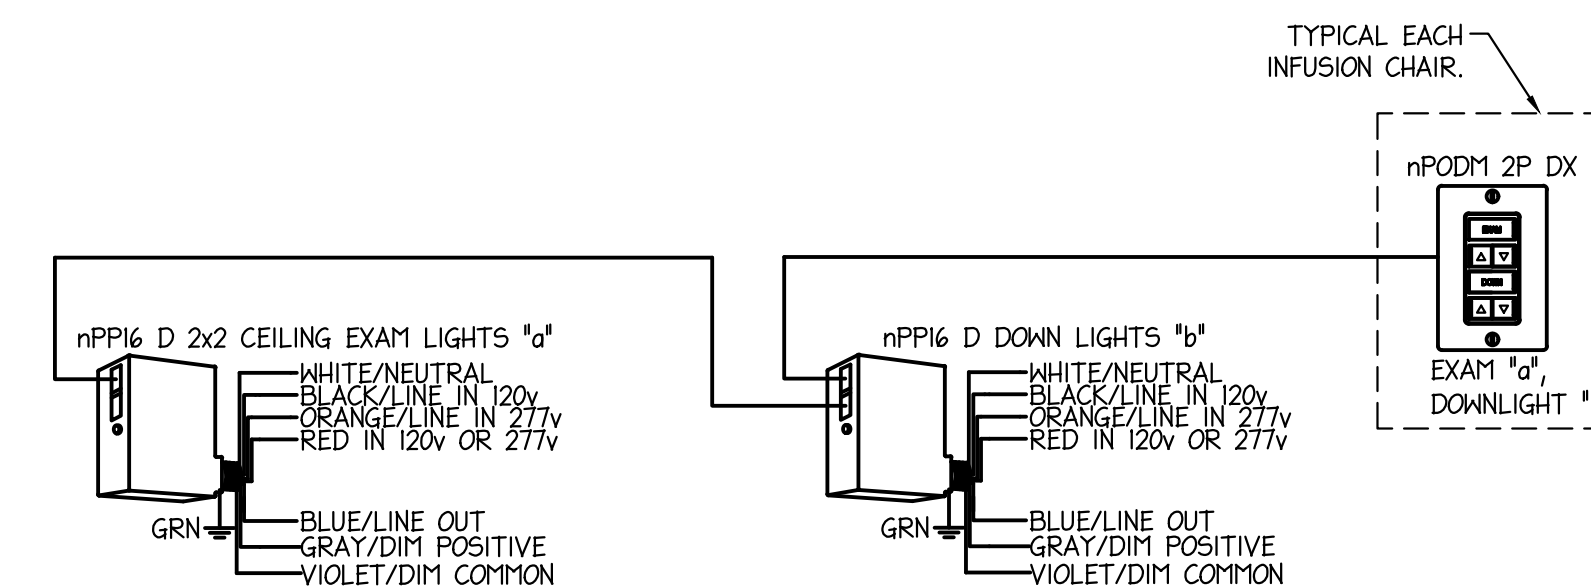 TYPICAL EACH
INFUSION CHAIR.
nPODM 2P DX
EXAM
DOWN
EXAM "a",
DOWNLIGHT "
nPP16 D 2x2 CEILING EXAM LIGHTS "a"
WHITE/NEUTRAL
BLACK/LINE IN 120v
ORANGE/LINE IN 277v
RED IN 120v OR 277v
GRN
BLUE/LINE OUT
GRAY/DIM POSITIVE
VIOLET/DIM COMMON
nPP16 D DOWN LIGHTS "b"
WHITE/NEUTRAL
BLACK/LINE IN 120v
ORANGE/LINE IN 277v
RED IN 120v OR 277v
GRN
BLUE/LINE OUT
GRAY/DIM POSITIVE
VIOLET/DIM COMMON